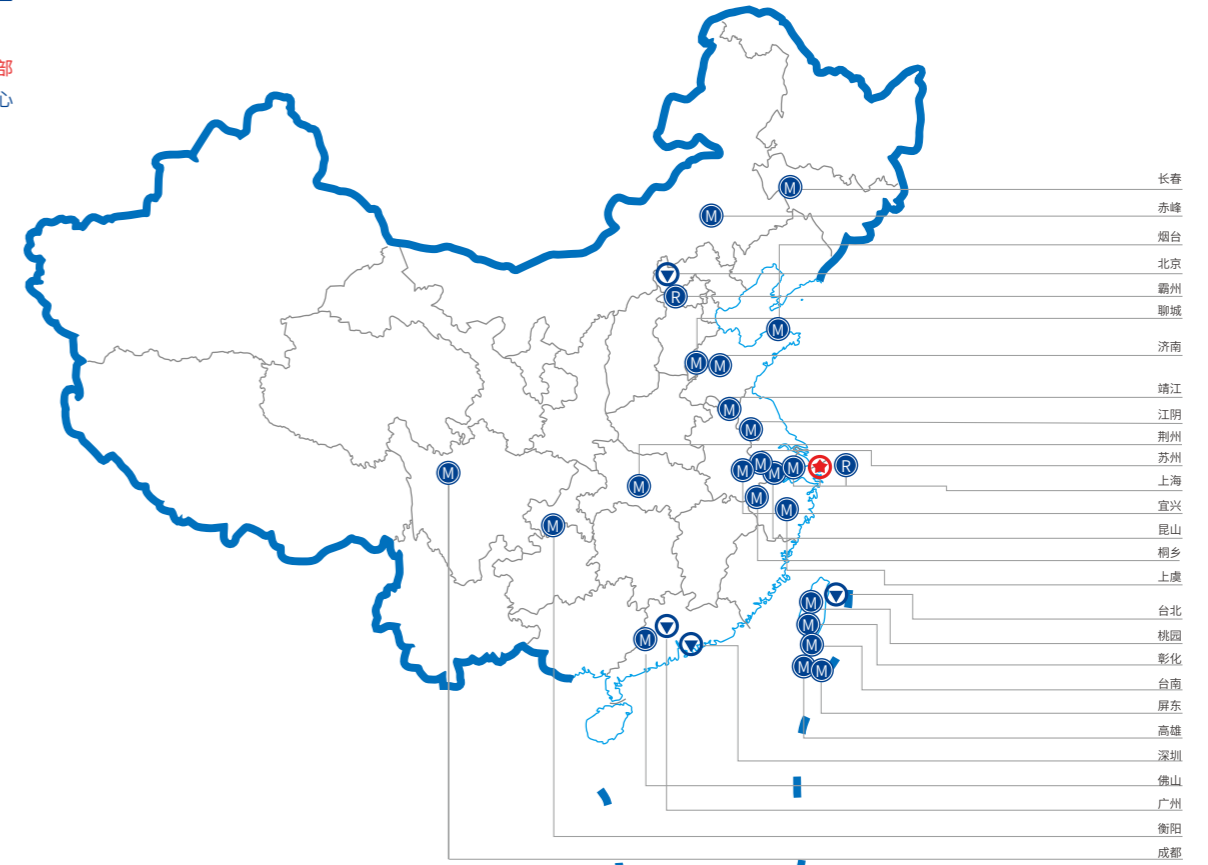 部
心
长春
赤峰
烟台
北京
霸州
聊城
济南
靖江
江阴
荆州
苏州
上海
宜兴
昆山
桐乡
上虞
台北
桃园
彰化
台南
屏东
高雄
深圳
佛山
广州
衡阳
成都
M
M
R
M
M
M
M
M
M
M
M
M
M
R
M
M
M
M
M
M
M
M
M
M